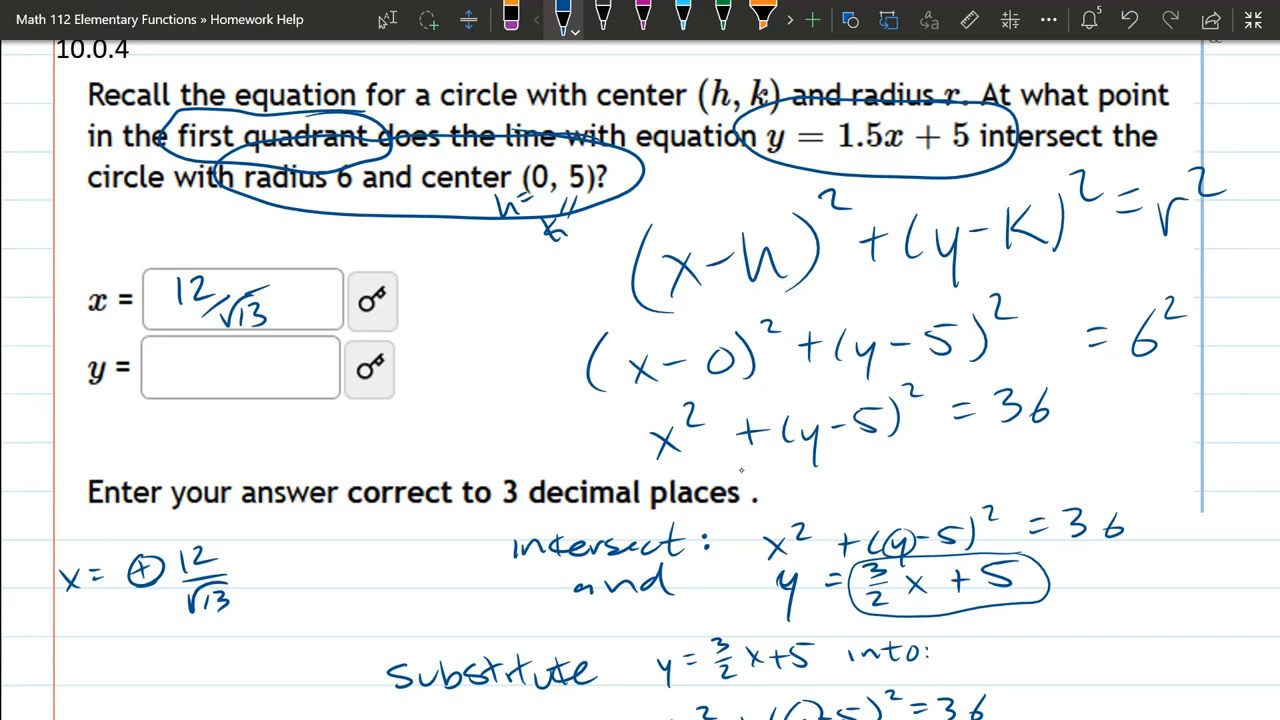 Math 112 Elementary Functions » Homework Help
5
10.0.4
Recall the equation for a circle with center (h, k) and radius r. At what point
in the first quadrant does the line with equation y = 1.5x + 5 intersect the
circle with radius 6 and center (0, 5)?
h= k"
(x-h)² + (y-k)² = r²
x = 12/√13
(x-0)² + (y-5)² = 6²
y =
x² + (y-5)² = 36
Enter your answer correct to 3 decimal places .
intersect: x² + (y-5)² = 36
x = + 12/√13
and y = 3/2 x + 5
substitute y = 3/2 x+5 into: